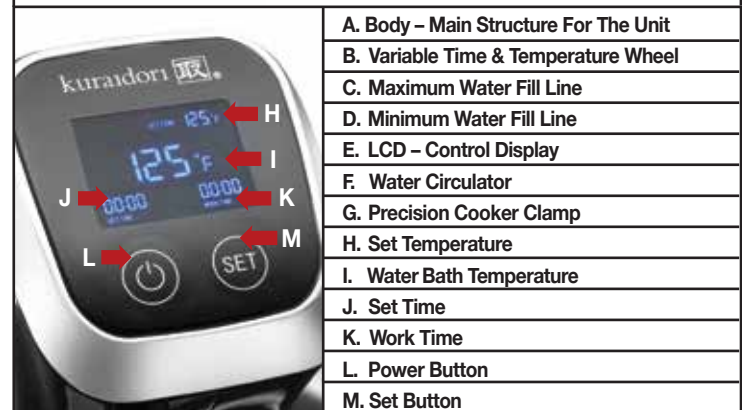 kuraidori 取®
125°F H
125°F I
J 00:00 00:00 K
L SET M
A. Body – Main Structure For The Unit
B. Variable Time & Temperature Wheel
C. Maximum Water Fill Line
D. Minimum Water Fill Line
E. LCD – Control Display
F. Water Circulator
G. Precision Cooker Clamp
H. Set Temperature
I. Water Bath Temperature
J. Set Time
K. Work Time
L. Power Button
M. Set Button